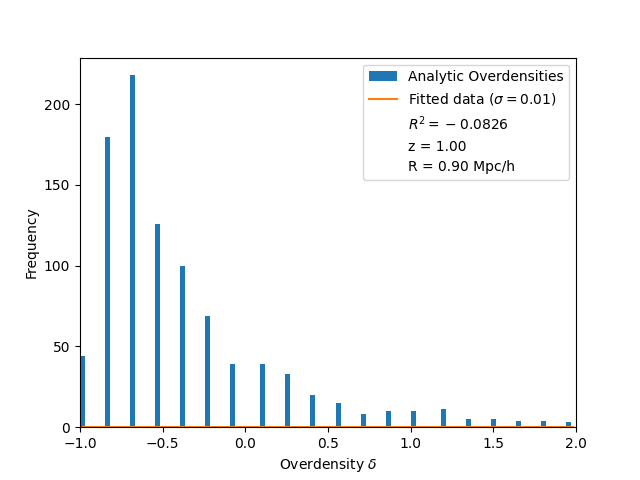 Analytic Overdensities
Fitted data (σ = 0.01)
R² = −0.0826
z = 1.00
R = 0.90 Mpc/h
200
150
100
50
0
Frequency
−1.0 −0.5 0.0 0.5 1.0 1.5 2.0
Overdensity δ